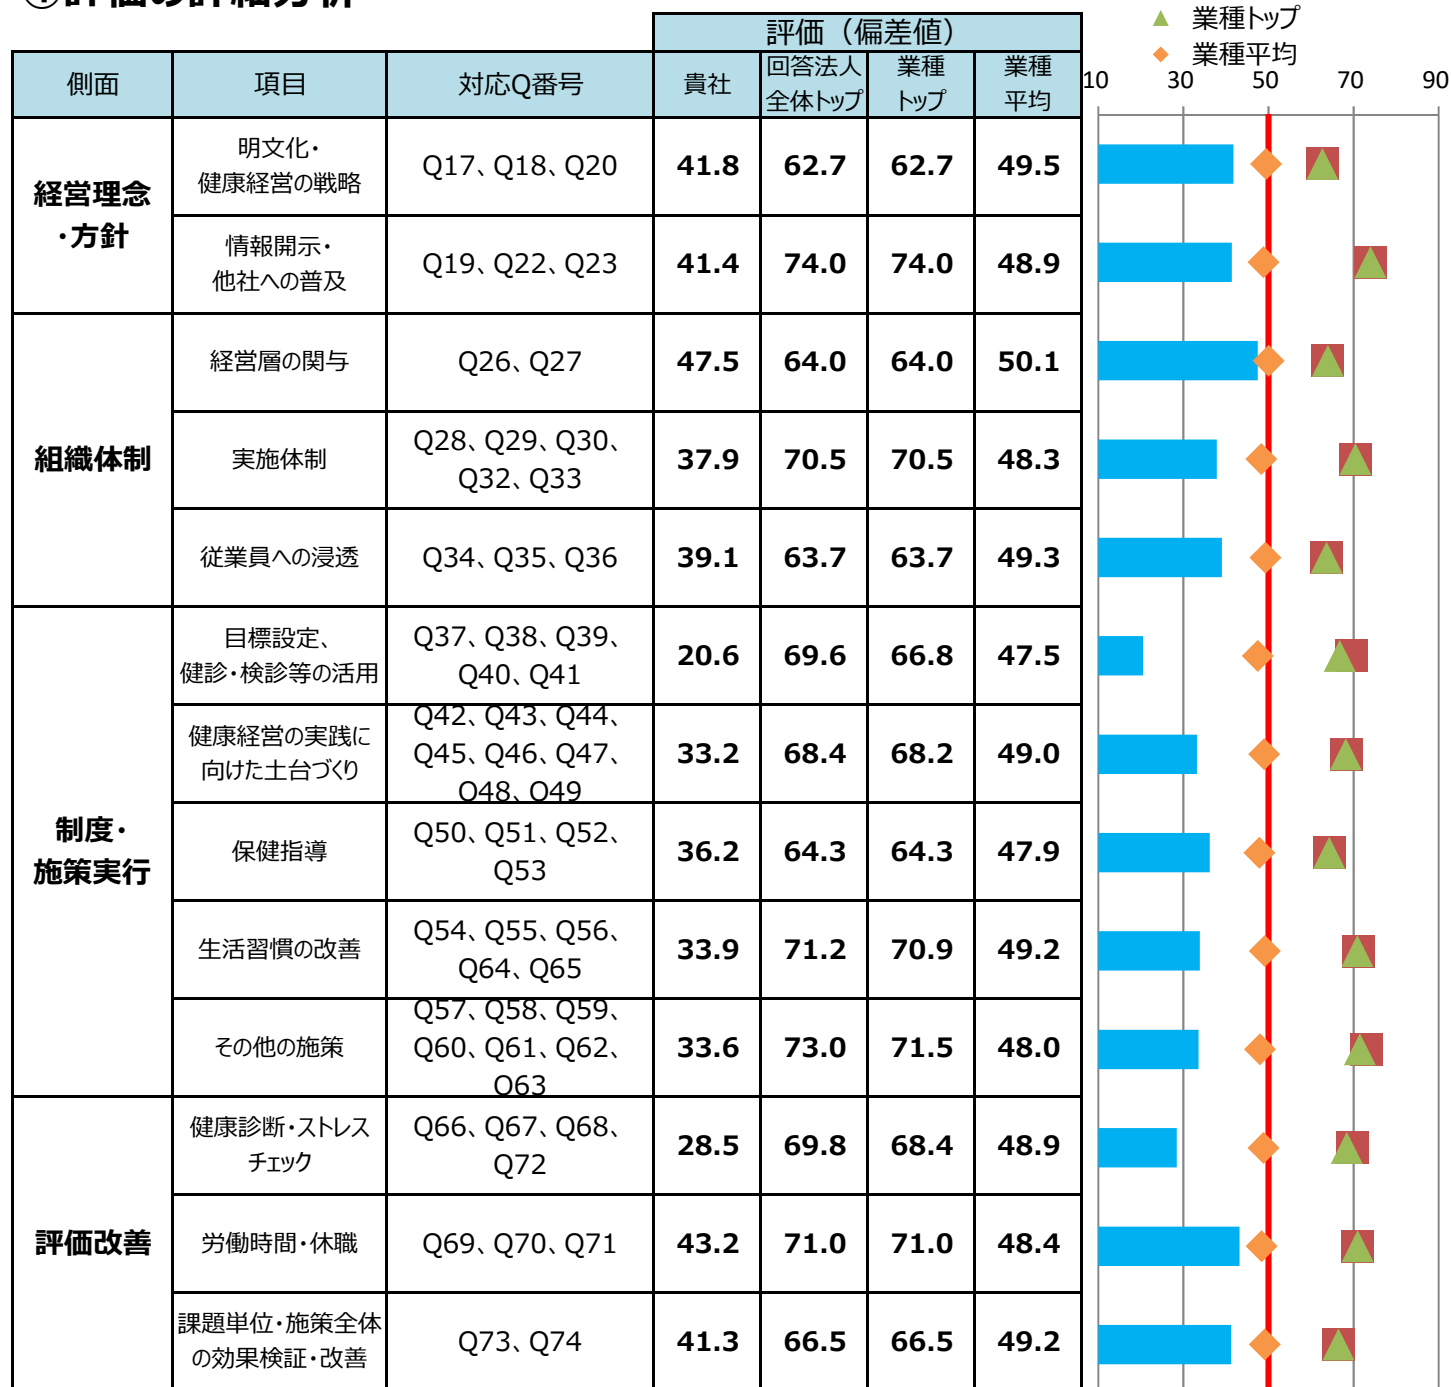 ①評価の詳細分析
業種トップ
業種平均
評価（偏差値）
側面 項目 対応Q番号 貴社 回答法人全体トップ 業種トップ 業種平均
10 30 50 70 90
経営理念・方針
明文化・健康経営の戦略 Q17、Q18、Q20 41.8 62.7 62.7 49.5
情報開示・他社への普及 Q19、Q22、Q23 41.4 74.0 74.0 48.9
組織体制
経営層の関与 Q26、Q27 47.5 64.0 64.0 50.1
実施体制 Q28、Q29、Q30、Q32、Q33 37.9 70.5 70.5 48.3
従業員への浸透 Q34、Q35、Q36 39.1 63.7 63.7 49.3
制度・施策実行
目標設定、健診・検診等の活用 Q37、Q38、Q39、Q40、Q41 20.6 69.6 66.8 47.5
健康経営の実践に向けた土台づくり Q42、Q43、Q44、Q45、Q46、Q47、Q48、Q49 33.2 68.4 68.2 49.0
保健指導 Q50、Q51、Q52、Q53 36.2 64.3 64.3 47.9
生活習慣の改善 Q54、Q55、Q56、Q64、Q65 33.9 71.2 70.9 49.2
その他の施策 Q57、Q58、Q59、Q60、Q61、Q62、Q63 33.6 73.0 71.5 48.0
評価改善
健康診断・ストレスチェック Q66、Q67、Q68、Q72 28.5 69.8 68.4 48.9
労働時間・休職 Q69、Q70、Q71 43.2 71.0 71.0 48.4
課題単位・施策全体の効果検証・改善 Q73、Q74 41.3 66.5 66.5 49.2